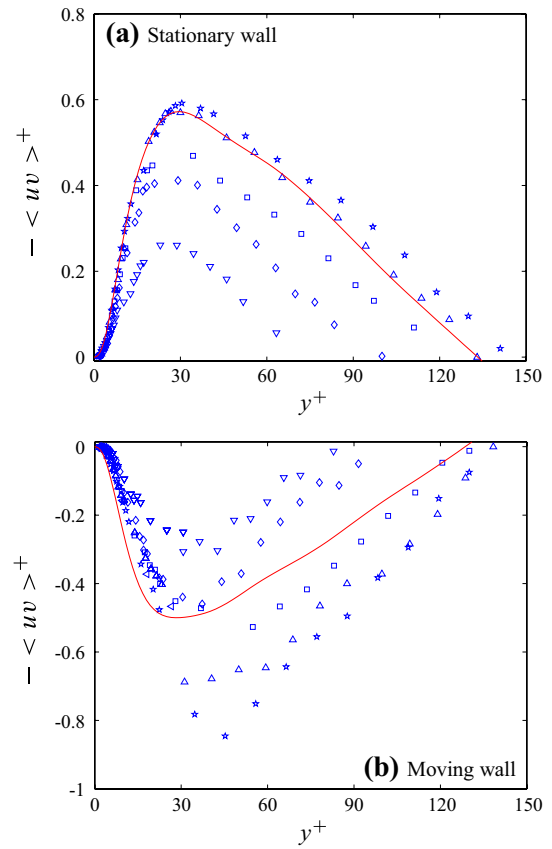 (a) Stationary wall
0.8
0.6
0.4
0.2
0
− < uv >+
0 30 60 90 120 150
y+
0
-0.2
-0.4
-0.6
-0.8
-1
− < uv >+
(b) Moving wall
0 30 60 90 120 150
y+